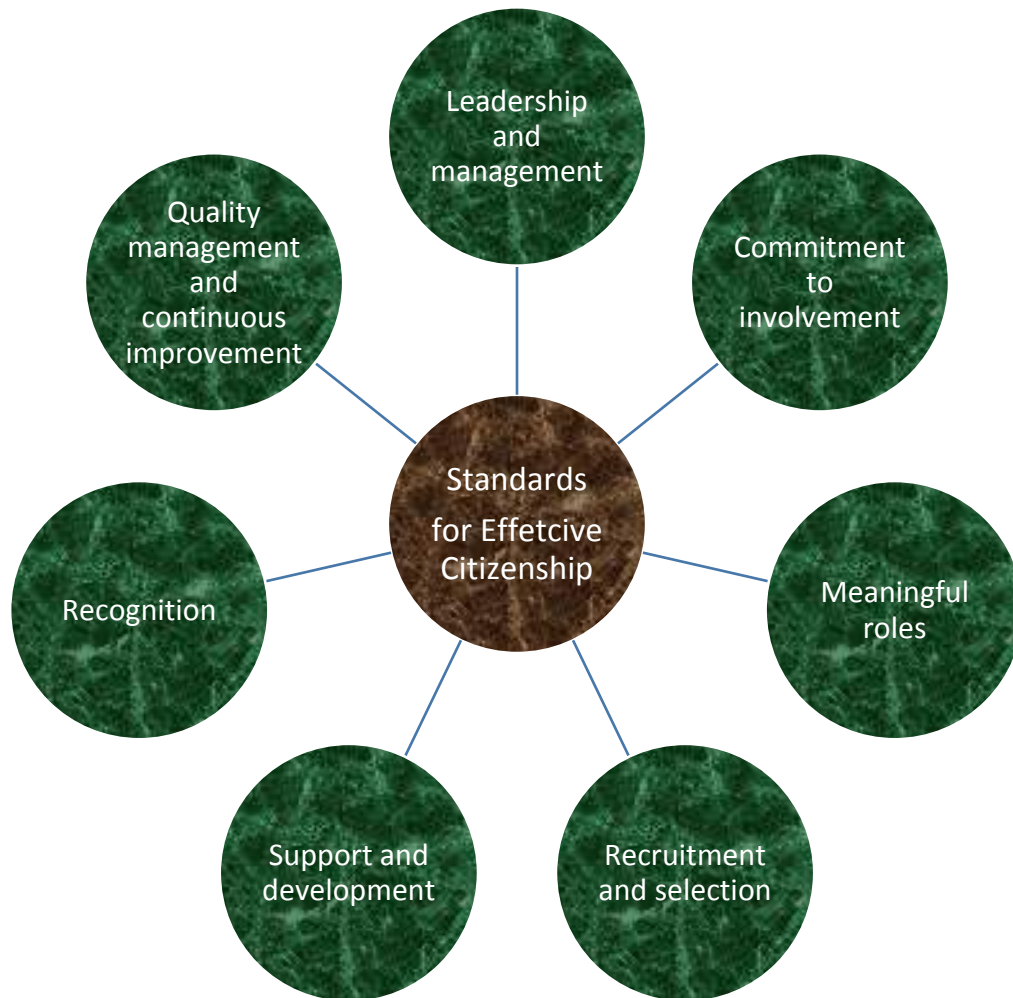 Leadership
and
management
Quality
management
and
continuous
improvement
Commitment
to
involvement
Standards
for Effetcive
Citizenship
Recognition
Meaningful
roles
Support and
development
Recruitment
and selection